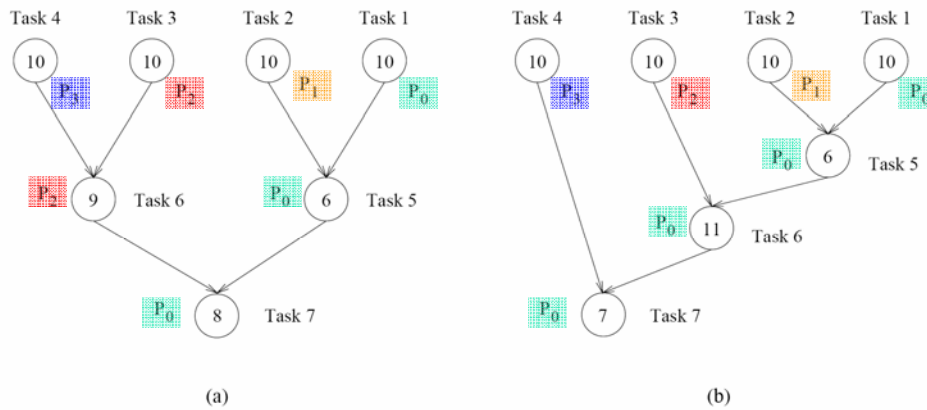 Task 4 Task 3 Task 2 Task 1 Task 4 Task 3 Task 2 Task 1
10 10 10 10 10 10 10 10
P3 P2 P1 P0 P3 P2 P1 P0
P0 6 Task 5
P2 9 Task 6 P0 6 Task 5
P0 11 Task 6
P0 8 Task 7 P0 7 Task 7
(a) (b)